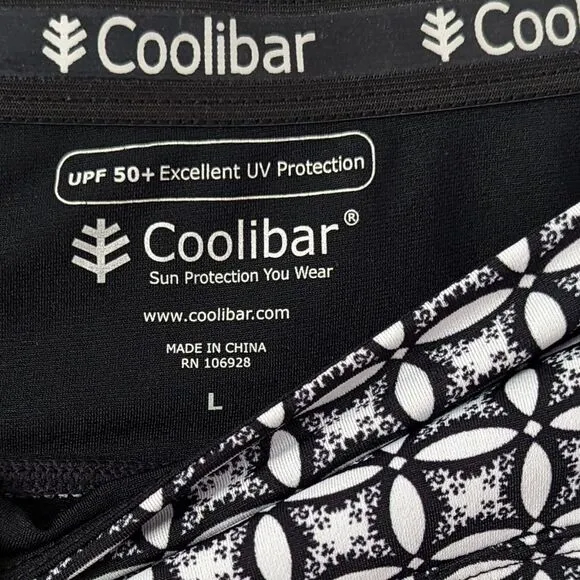 Coolibar Coo
UPF 50+ Excellent UV Protection
Coolibar®
Sun Protection You Wear
www.coolibar.com
MADE IN CHINA
RN 106928
L